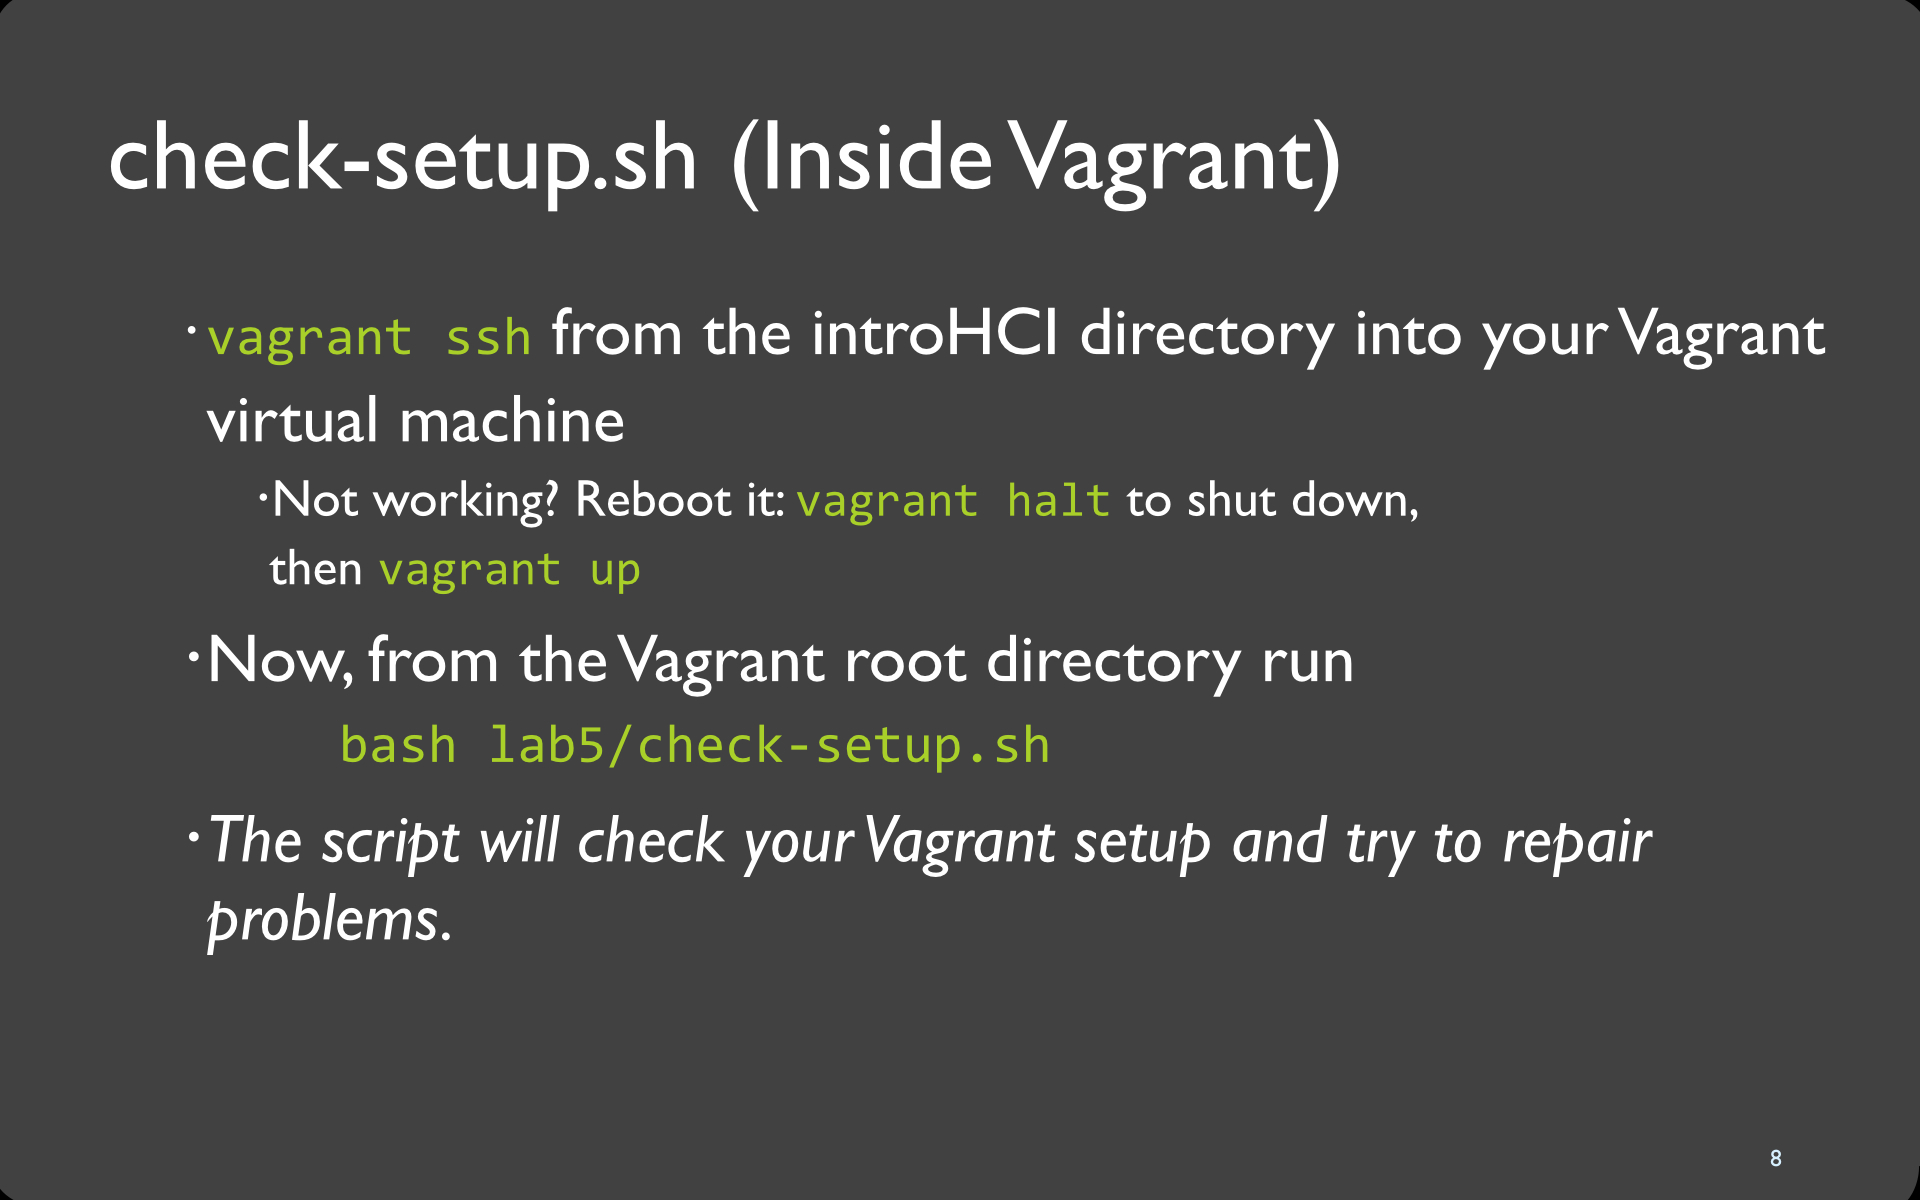 check-setup.sh (Inside Vagrant)
· vagrant ssh from the introHCI directory into your Vagrant
virtual machine
· Not working? Reboot it: vagrant halt to shut down,
then vagrant up
· Now, from the Vagrant root directory run
bash lab5/check-setup.sh
· The script will check your Vagrant setup and try to repair
problems.
8